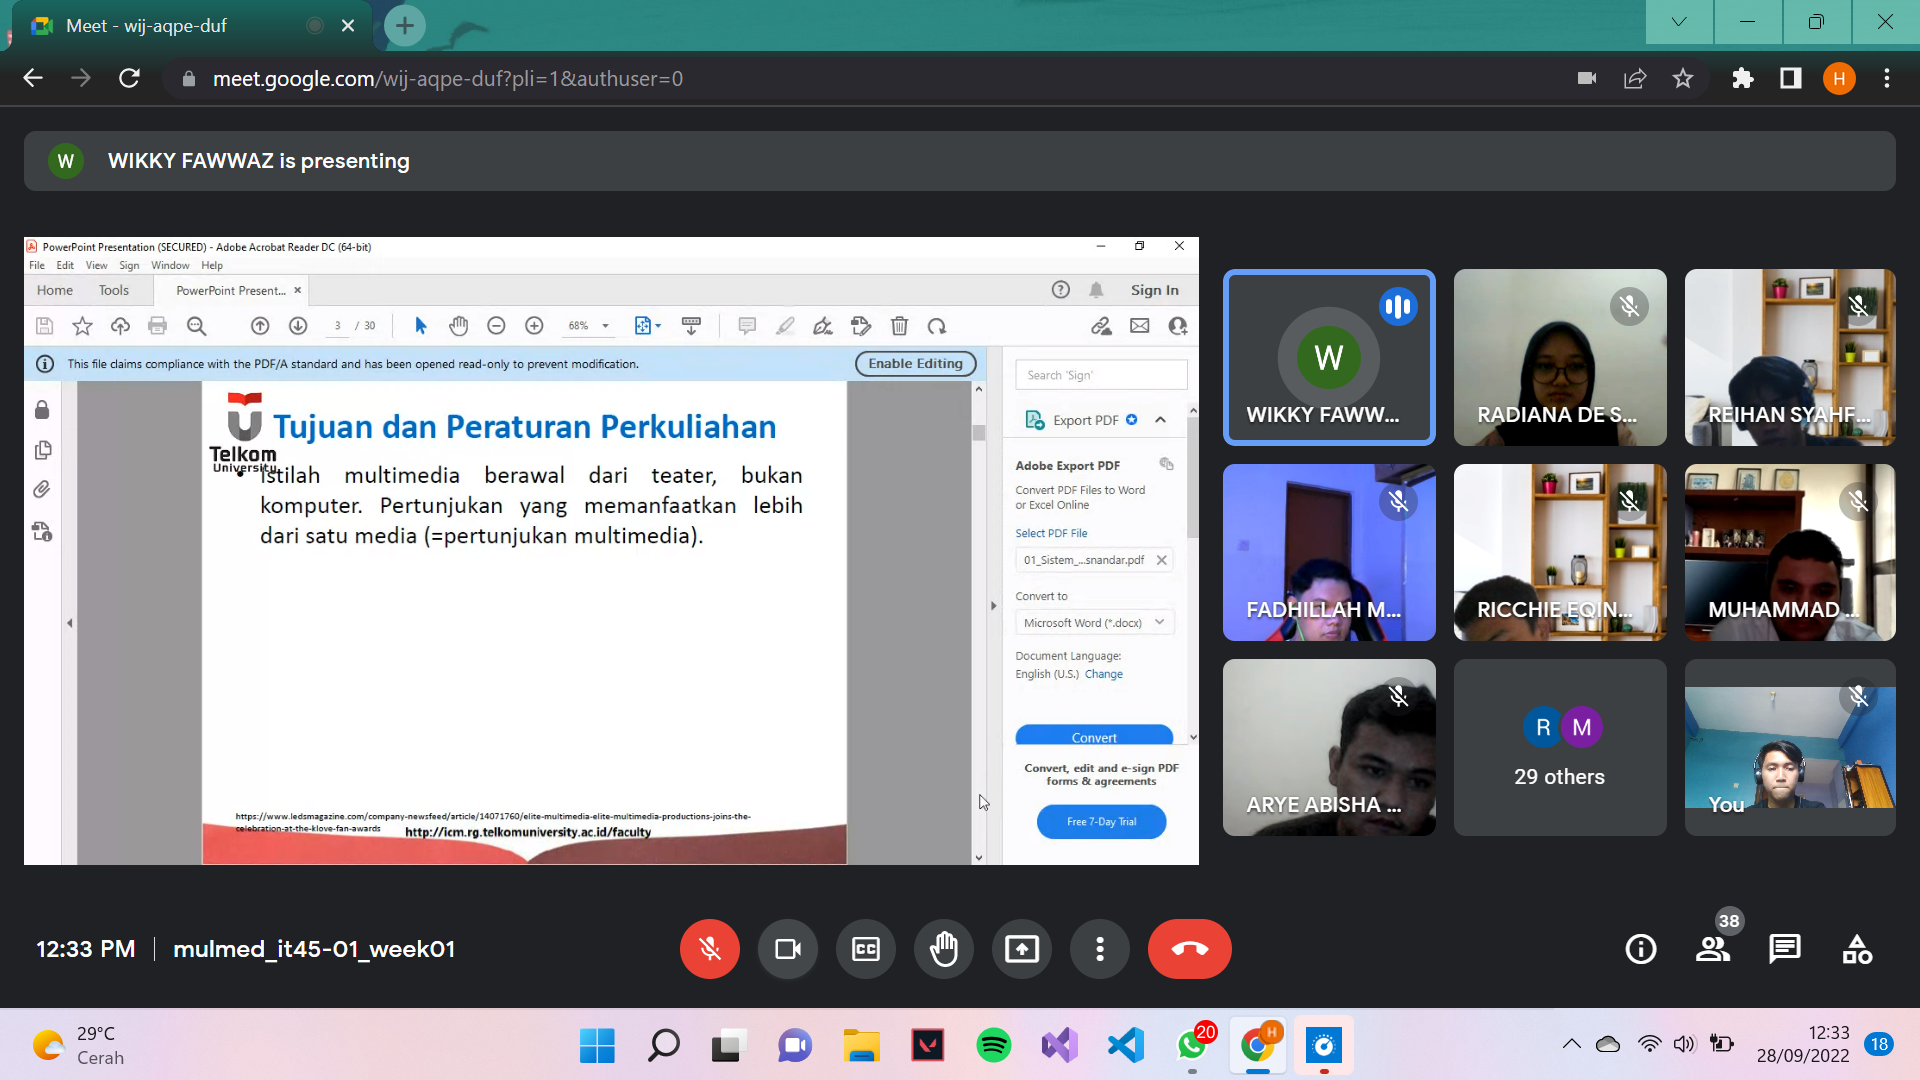 Meet - wij-aqpe-duf
meet.google.com/wij-aqpe-duf?pli=1&authuser=0
H
W
WIKKY FAWWAZ is presenting
PowerPoint Presentation (SECURED) - Adobe Acrobat Reader DC (64-bit)
File Edit View Sign Window Help
Home Tools PowerPoint Present... Sign In
3 / 30
68%
This file claims compliance with the PDF/A standard and has been opened read-only to prevent modification.
Enable Editing
Telkom
University
Tujuan dan Peraturan Perkuliahan
• Istilah multimedia berawal dari teater, bukan
komputer. Pertunjukan yang memanfaatkan lebih
dari satu media (=pertunjukan multimedia).
https://www.ledsmagazine.com/company-newsfeed/article/14071760/elite-multimedia-elite-multimedia-productions-joins-the-
celebration-at-the-klove-fan-awards
http://icm.rg.telkomuniversity.ac.id/faculty
Search 'Sign'
Export PDF
Adobe Export PDF
Convert PDF Files to Word
or Excel Online
Select PDF File
01_Sistem_...snandar.pdf
Convert to
Microsoft Word (*.docx)
Document Language:
English (U.S.) Change
Convert
Convert, edit and e-sign PDF
forms & agreements
Free 7-Day Trial
W
WIKKY FAWW...
RADIANA DE S...
REIHAN SYAHF...
FADHILLAH M...
RICCHIE EQIN...
MUHAMMAD ...
ARYE ABISHA ...
R M
29 others
You
12:33 PM
mulmed_it45-01_week01
CC
38
29°C
Cerah
20
H
12:33
28/09/2022
18